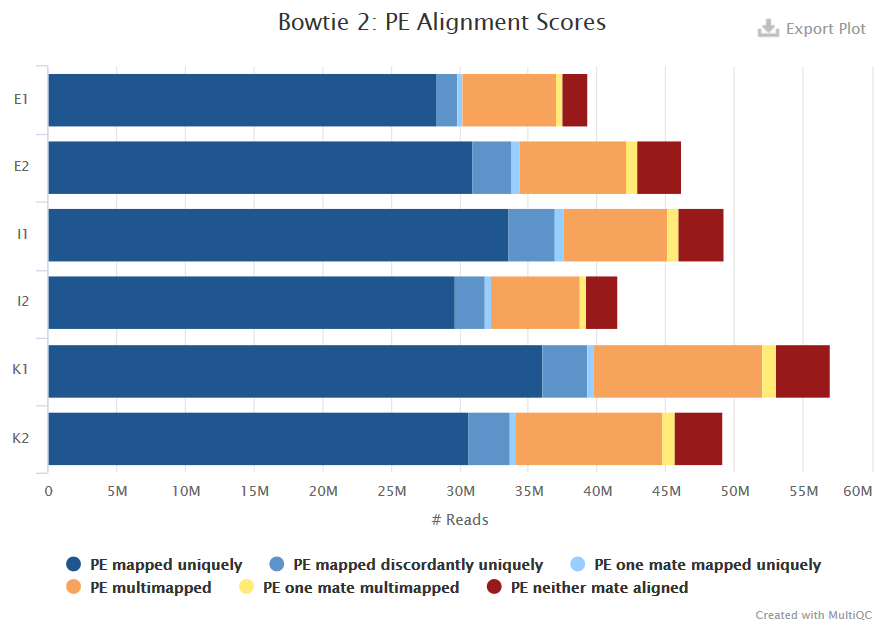 Bowtie 2: PE Alignment Scores
Export Plot
E1
E2
I1
I2
K1
K2
0 5M 10M 15M 20M 25M 30M 35M 40M 45M 50M 55M 60M
# Reads
PE mapped uniquely PE mapped discordantly uniquely PE one mate mapped uniquely
PE multimapped PE one mate multimapped PE neither mate aligned
Created with MultiQC